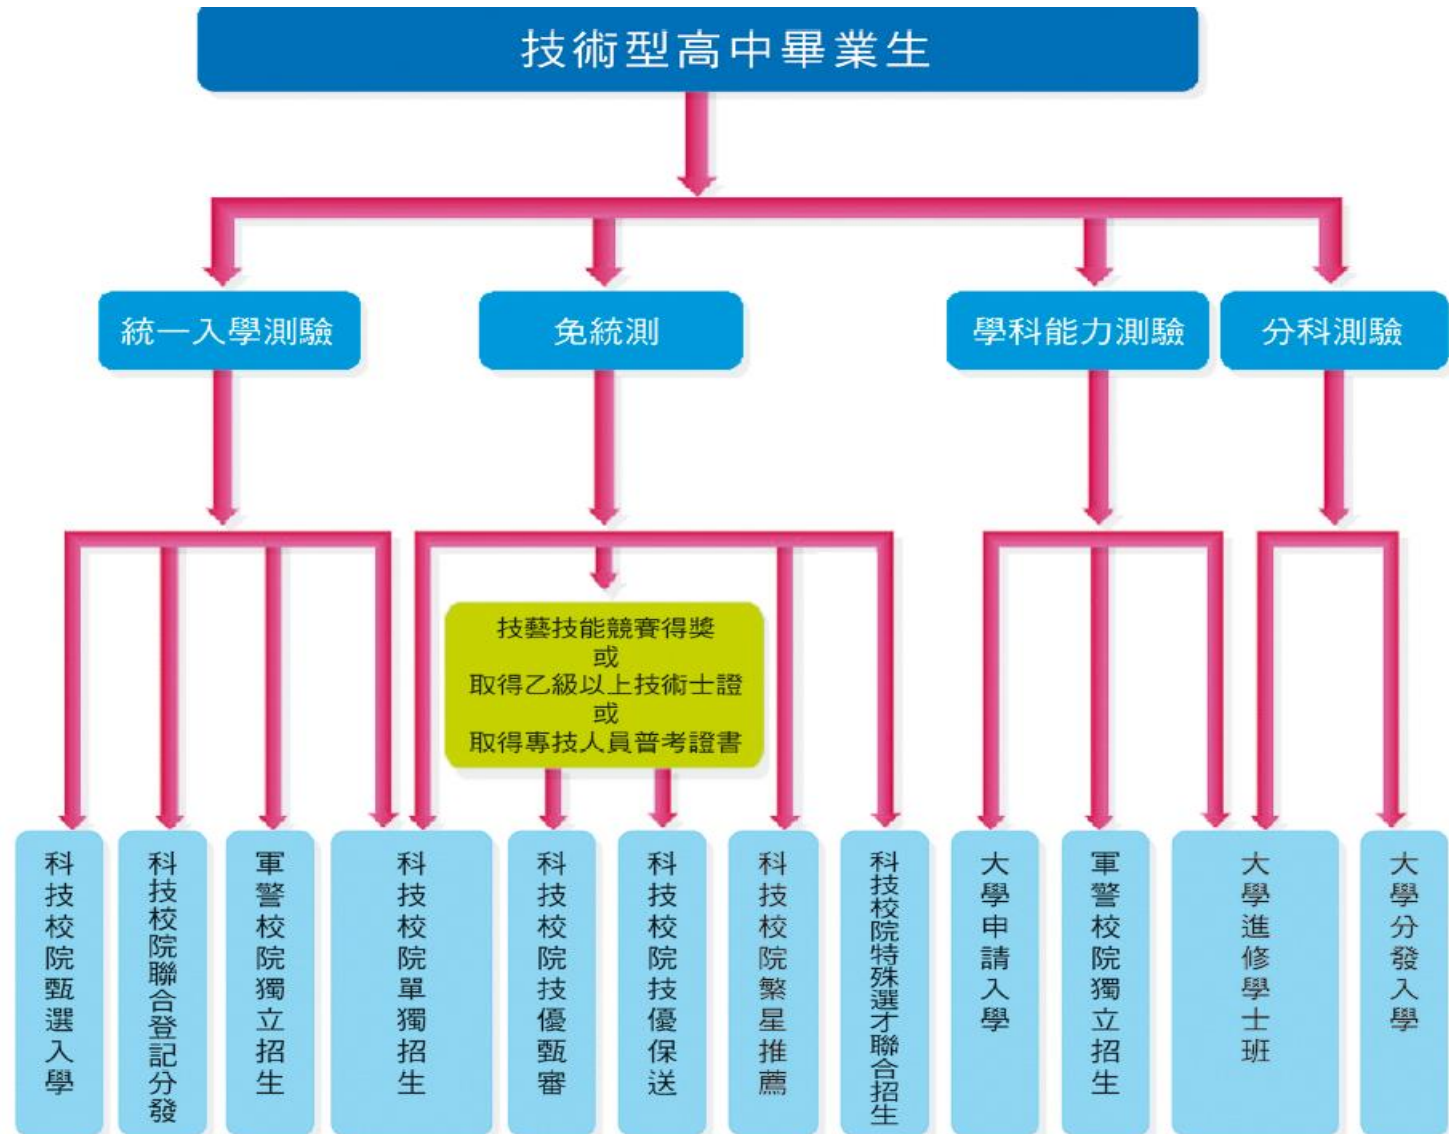 技術型高中畢業生
統一入學測驗
免統測
學科能力測驗
分科測驗
技藝技能競賽得獎
或
取得乙級以上技術士證
或
取得專技人員普考證書
科技校院甄選入學
科技校院聯合登記分發
軍警校院獨立招生
科技校院單獨招生
科技校院技優甄審
科技校院技優保送
科技校院繁星推薦
科技校院特殊選才聯合招生
大學申請入學
軍警校院獨立招生
大學進修學士班
大學分發入學